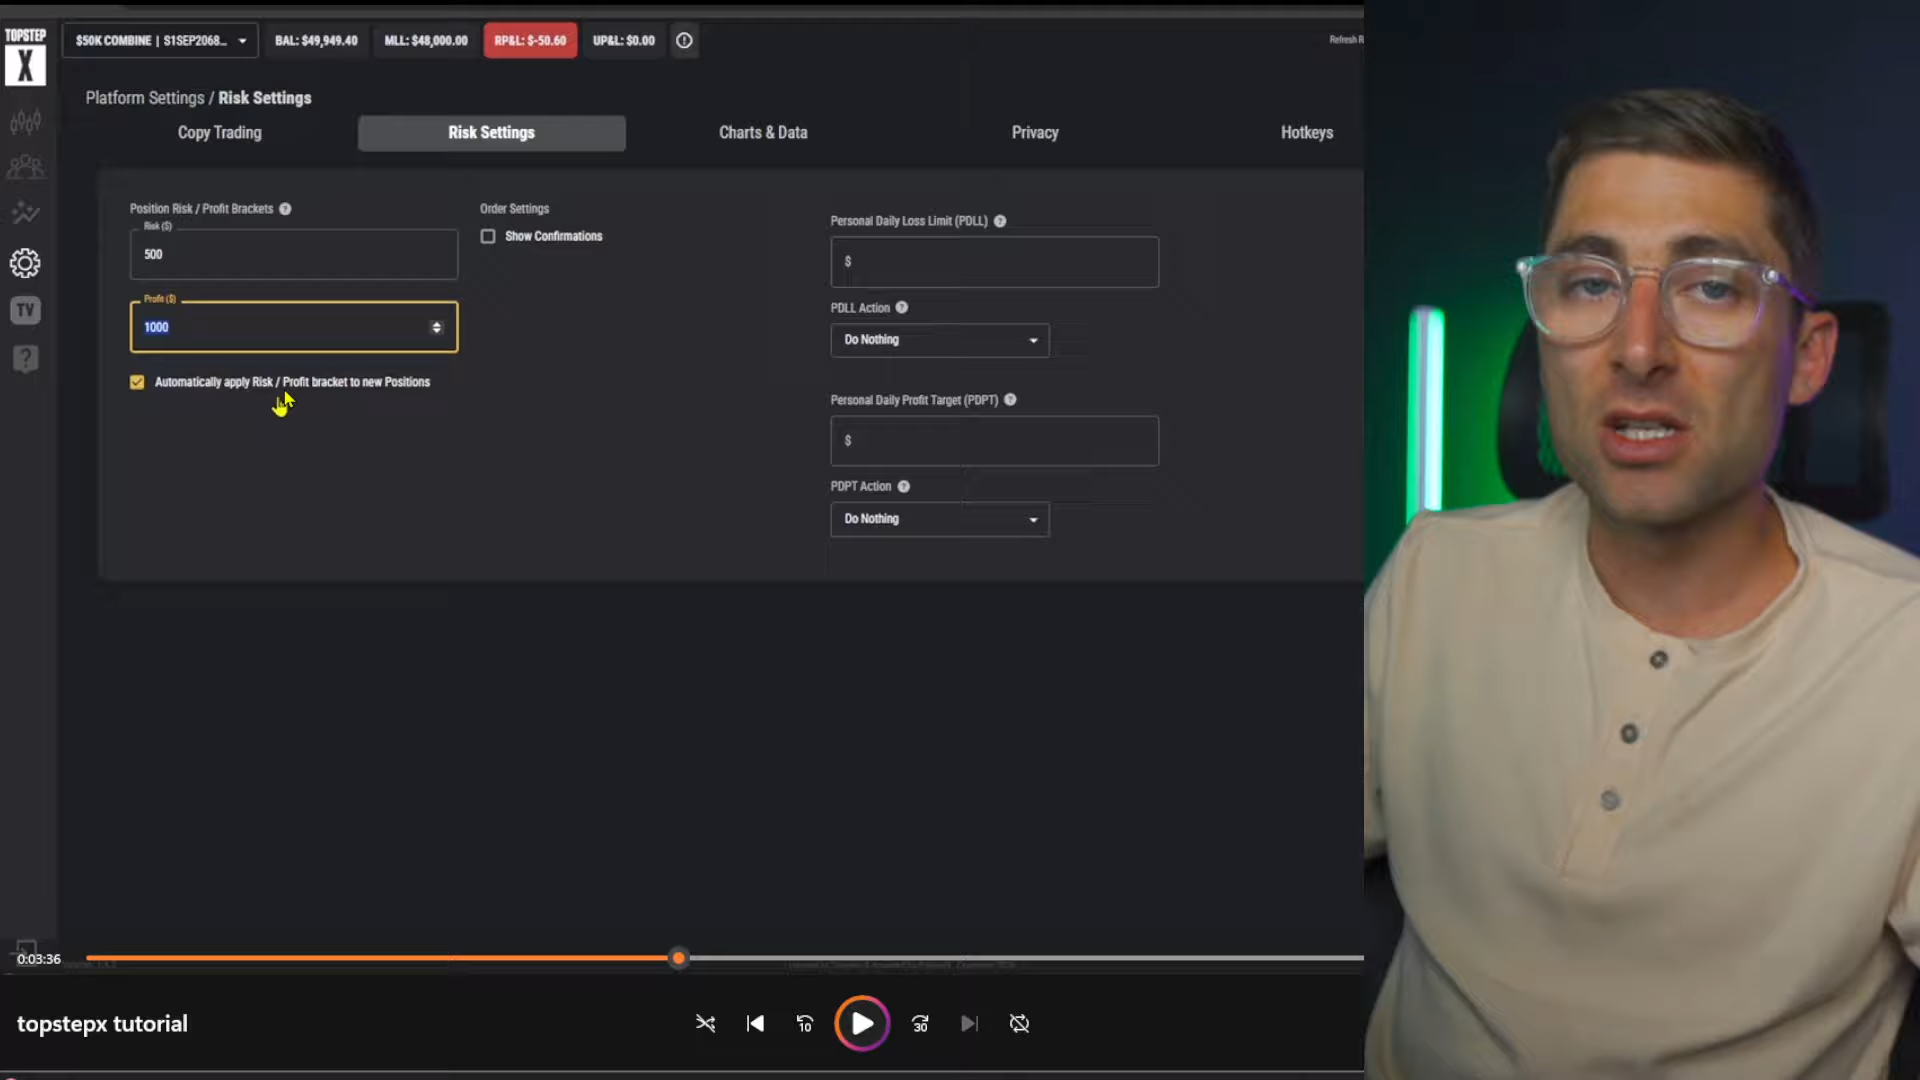 TOPSTEP
X
$50K COMBINE | S1SEP2068...
BAL: $49,949.40
MLL: $48,000.00
RP&L: $-50.60
UP&L: $0.00
Refresh R
Platform Settings / Risk Settings
Copy Trading
Risk Settings
Charts & Data
Privacy
Hotkeys
Position Risk / Profit Brackets
Risk ($)
500
Profit ($)
1000
Automatically apply Risk / Profit bracket to new Positions
Order Settings
Show Confirmations
Personal Daily Loss Limit (PDLL)
$
PDLL Action
Do Nothing
Personal Daily Profit Target (PDPT)
$
PDPT Action
Do Nothing
TV
0:03:36
topstepx tutorial
10
30